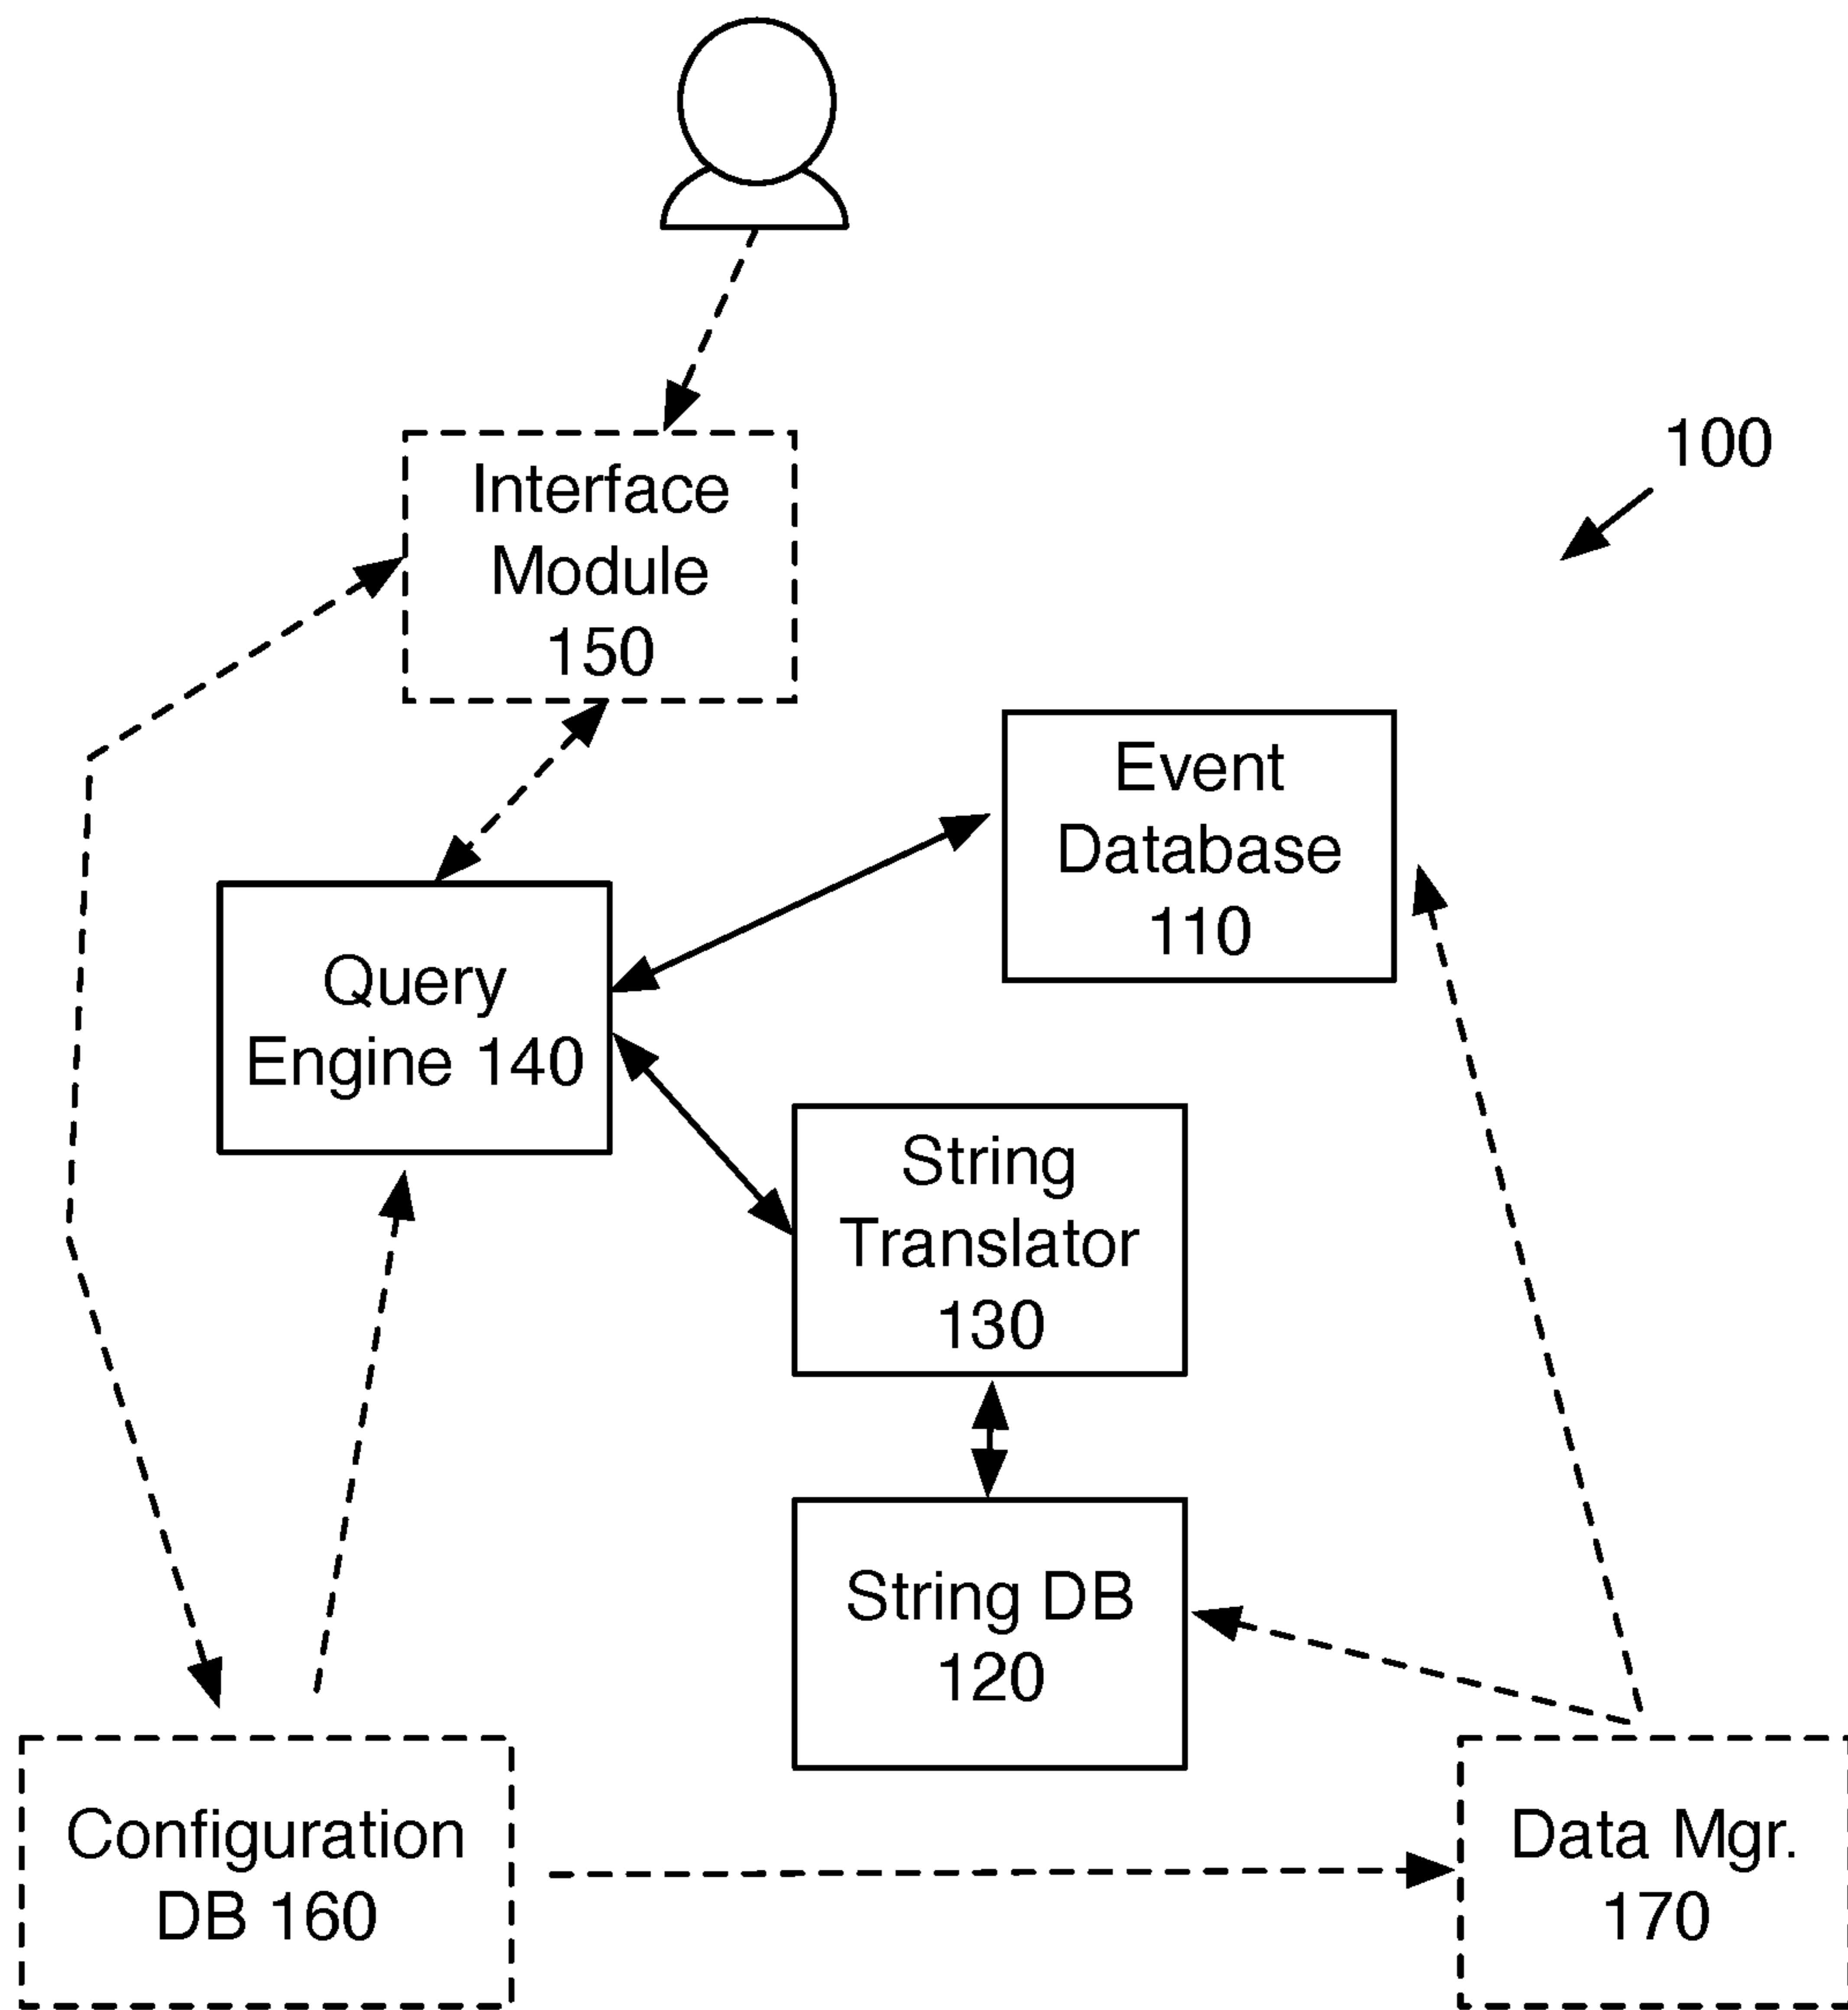 100
Interface
Module
150
Event
Database
110
Query
Engine 140
String
Translator
130
String DB
120
Configuration
DB 160
Data Mgr.
170